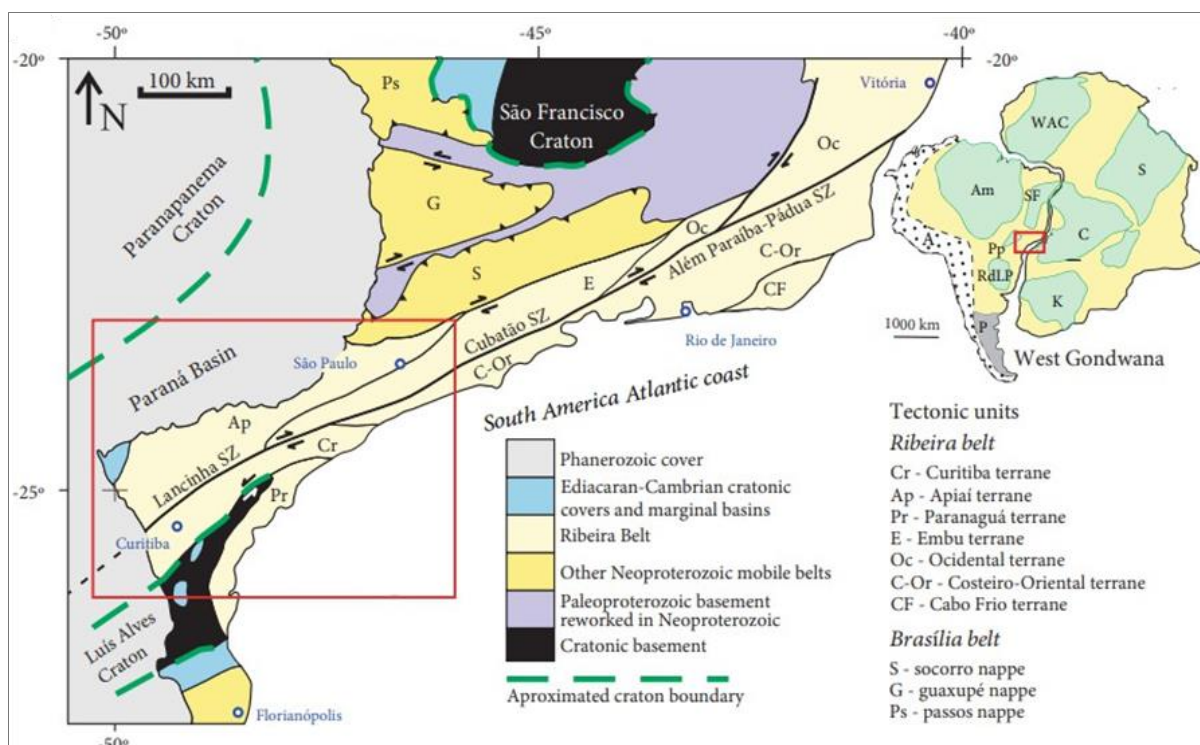 -50°
-45°
-40°
-20°
-20°
100 km
N
Ps
São Francisco
Craton
Vitória
Oc
Paranapanema
Craton
G
Oc
Além Paraíba-Pádua SZ
S
E
C-Or
CF
Cubatão SZ
Rio de Janeiro
São Paulo
C-Or
Paraná Basin
South America Atlantic coast
Ap
Cr
Lancinha SZ
-25°
Pr
Curitiba
Luís Alves
Craton
Florianópolis
-50°
Phanerozoic cover
Ediacaran-Cambrian cratonic
covers and marginal basins
Ribeira Belt
Other Neoproterozoic mobile belts
Paleoproterozoic basement
reworked in Neoproterozoic
Cratonic basement
Aproximated craton boundary
WAC
Am
S
SF
A
C
Pp
RdLP
K
P
1000 km
West Gondwana
Tectonic units
Ribeira belt
Cr - Curitiba terrane
Ap - Apiaí terrane
Pr - Paranaguá terrane
E - Embu terrane
Oc - Ocidental terrane
C-Or - Costeiro-Oriental terrane
CF - Cabo Frio terrane
Brasília belt
S - socorro nappe
G - guaxupé nappe
Ps - passos nappe